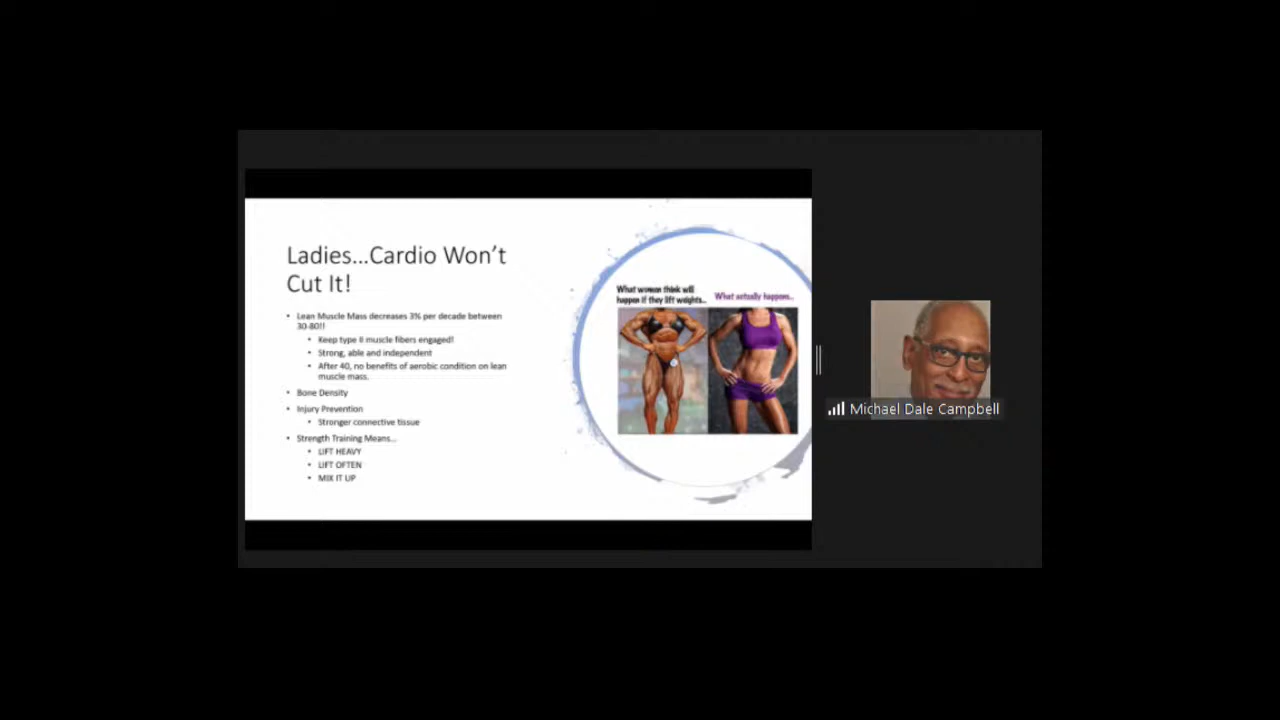 Ladies...Cardio Won't
Cut It!
• Lean Muscle Mass decreases 3% per decade between
30-80!!
• Keep type II muscle fibers engaged!
• Strong, able and independent
• After 40, no benefits of aerobic condition on lean
muscle mass.
• Bone Density
• Injury Prevention
• Stronger connective tissue
• Strength Training Means...
• LIFT HEAVY
• LIFT OFTEN
• MIX IT UP
What women think will
happen if they lift weights...
What actually happens...
Michael Dale Campbell